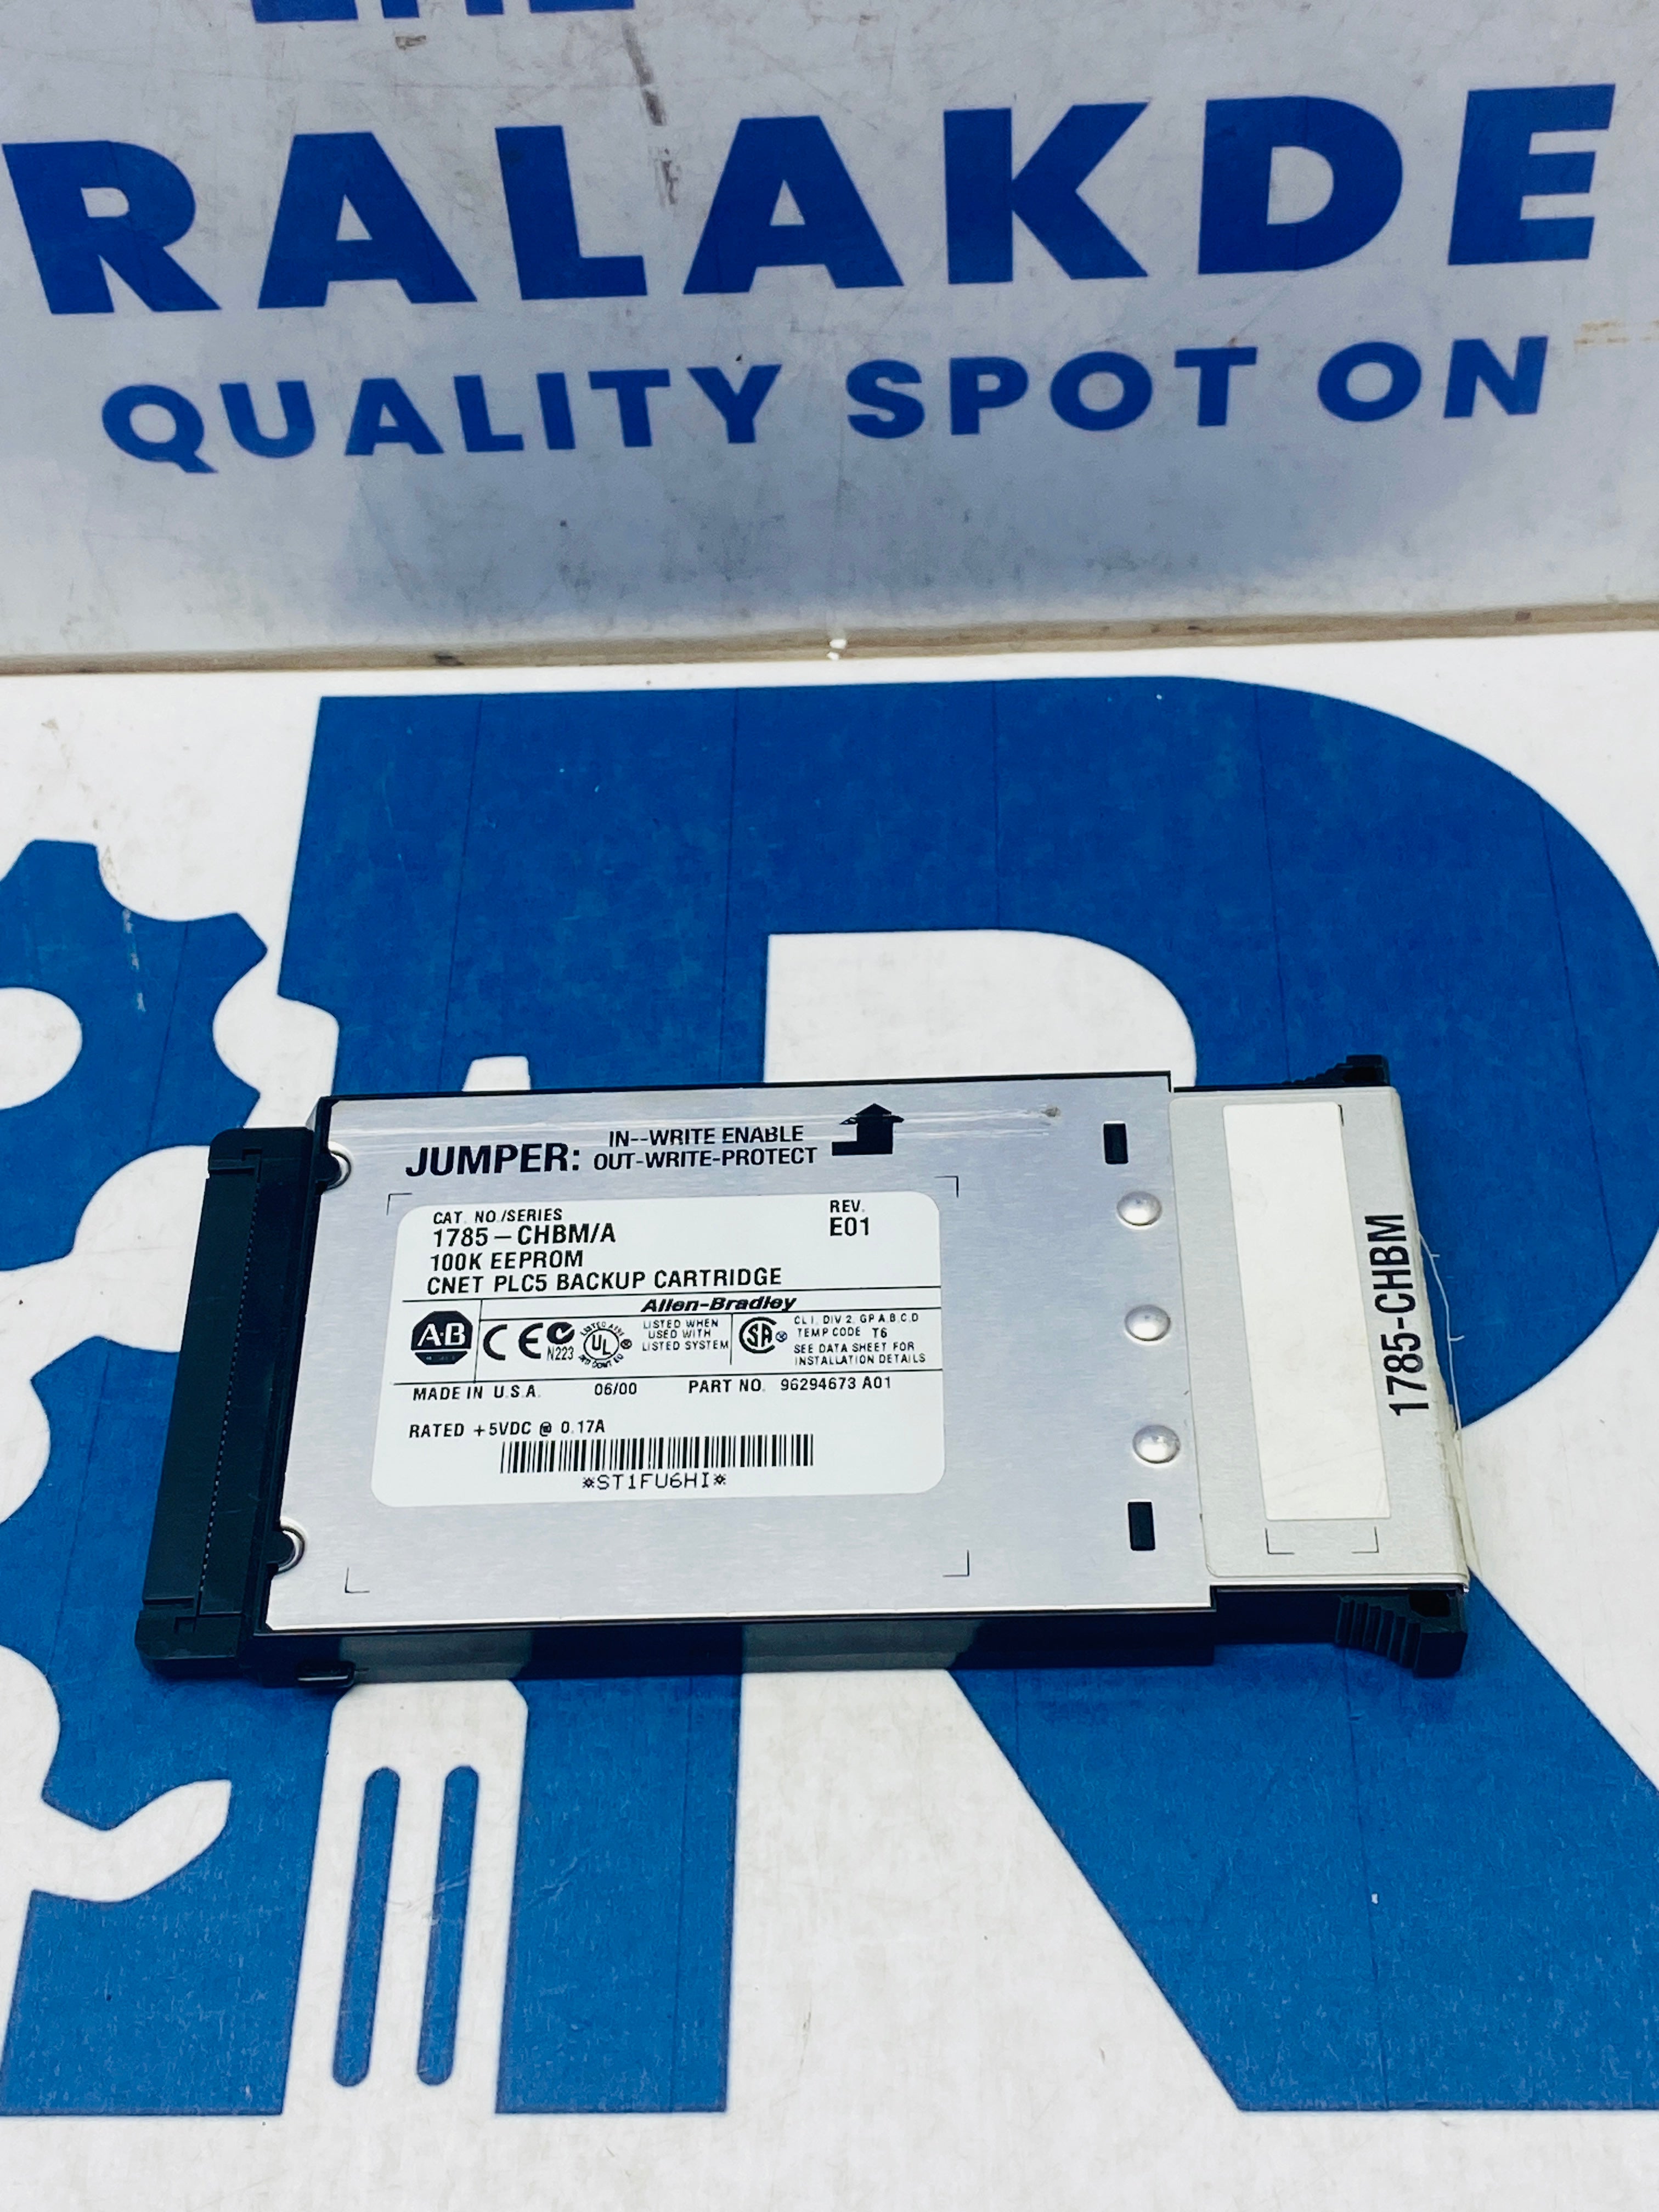 RALAKDE
QUALITY SPOT ON
JUMPER: IN--WRITE ENABLE
OUT-WRITE-PROTECT
CAT. NO./SERIES
1785-CHBM/A
REV.
E01
100K EEPROM
CNET PLC5 BACKUP CARTRIDGE
Allen-Bradley
A·B
CE
N223
UL
LISTED WHEN
USED WITH
LISTED SYSTEM
SA
CL I, DIV 2, GP A,B,C,D
TEMP CODE T6
SEE DATA SHEET FOR
INSTALLATION DETAILS
MADE IN U.S.A. 06/00 PART NO. 96294673 A01
RATED +5VDC @ 0.17A
*ST1FU6HI*
1785-CHBM